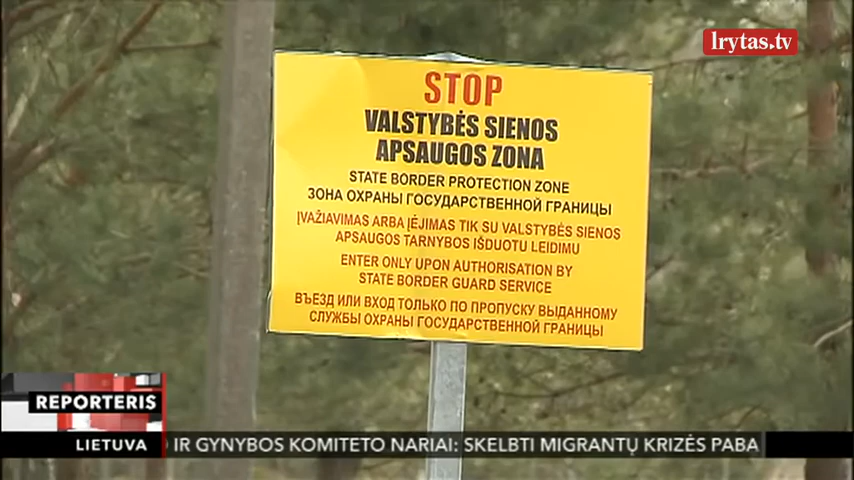 lrytas.tv
STOP
VALSTYBĖS SIENOS
APSAUGOS ZONA
STATE BORDER PROTECTION ZONE
ЗОНА ОХРАНЫ ГОСУДАРСТВЕННОЙ ГРАНИЦЫ
ĮVAŽIAVIMAS ARBA ĮĖJIMAS TIK SU VALSTYBĖS SIENOS
APSAUGOS TARNYBOS IŠDUOTU LEIDIMU
ENTER ONLY UPON AUTHORISATION BY
STATE BORDER GUARD SERVICE
ВЪЕЗД ИЛИ ВХОД ТОЛЬКО ПО ПРОПУСКУ ВЫДАННОМУ
СЛУЖБЫ ОХРАНЫ ГОСУДАРСТВЕННОЙ ГРАНИЦЫ
REPORTERIS
LIETUVA IR GYNYBOS KOMITETO NARIAI: SKELBTI MIGRANTŲ KRIZĖS PABA